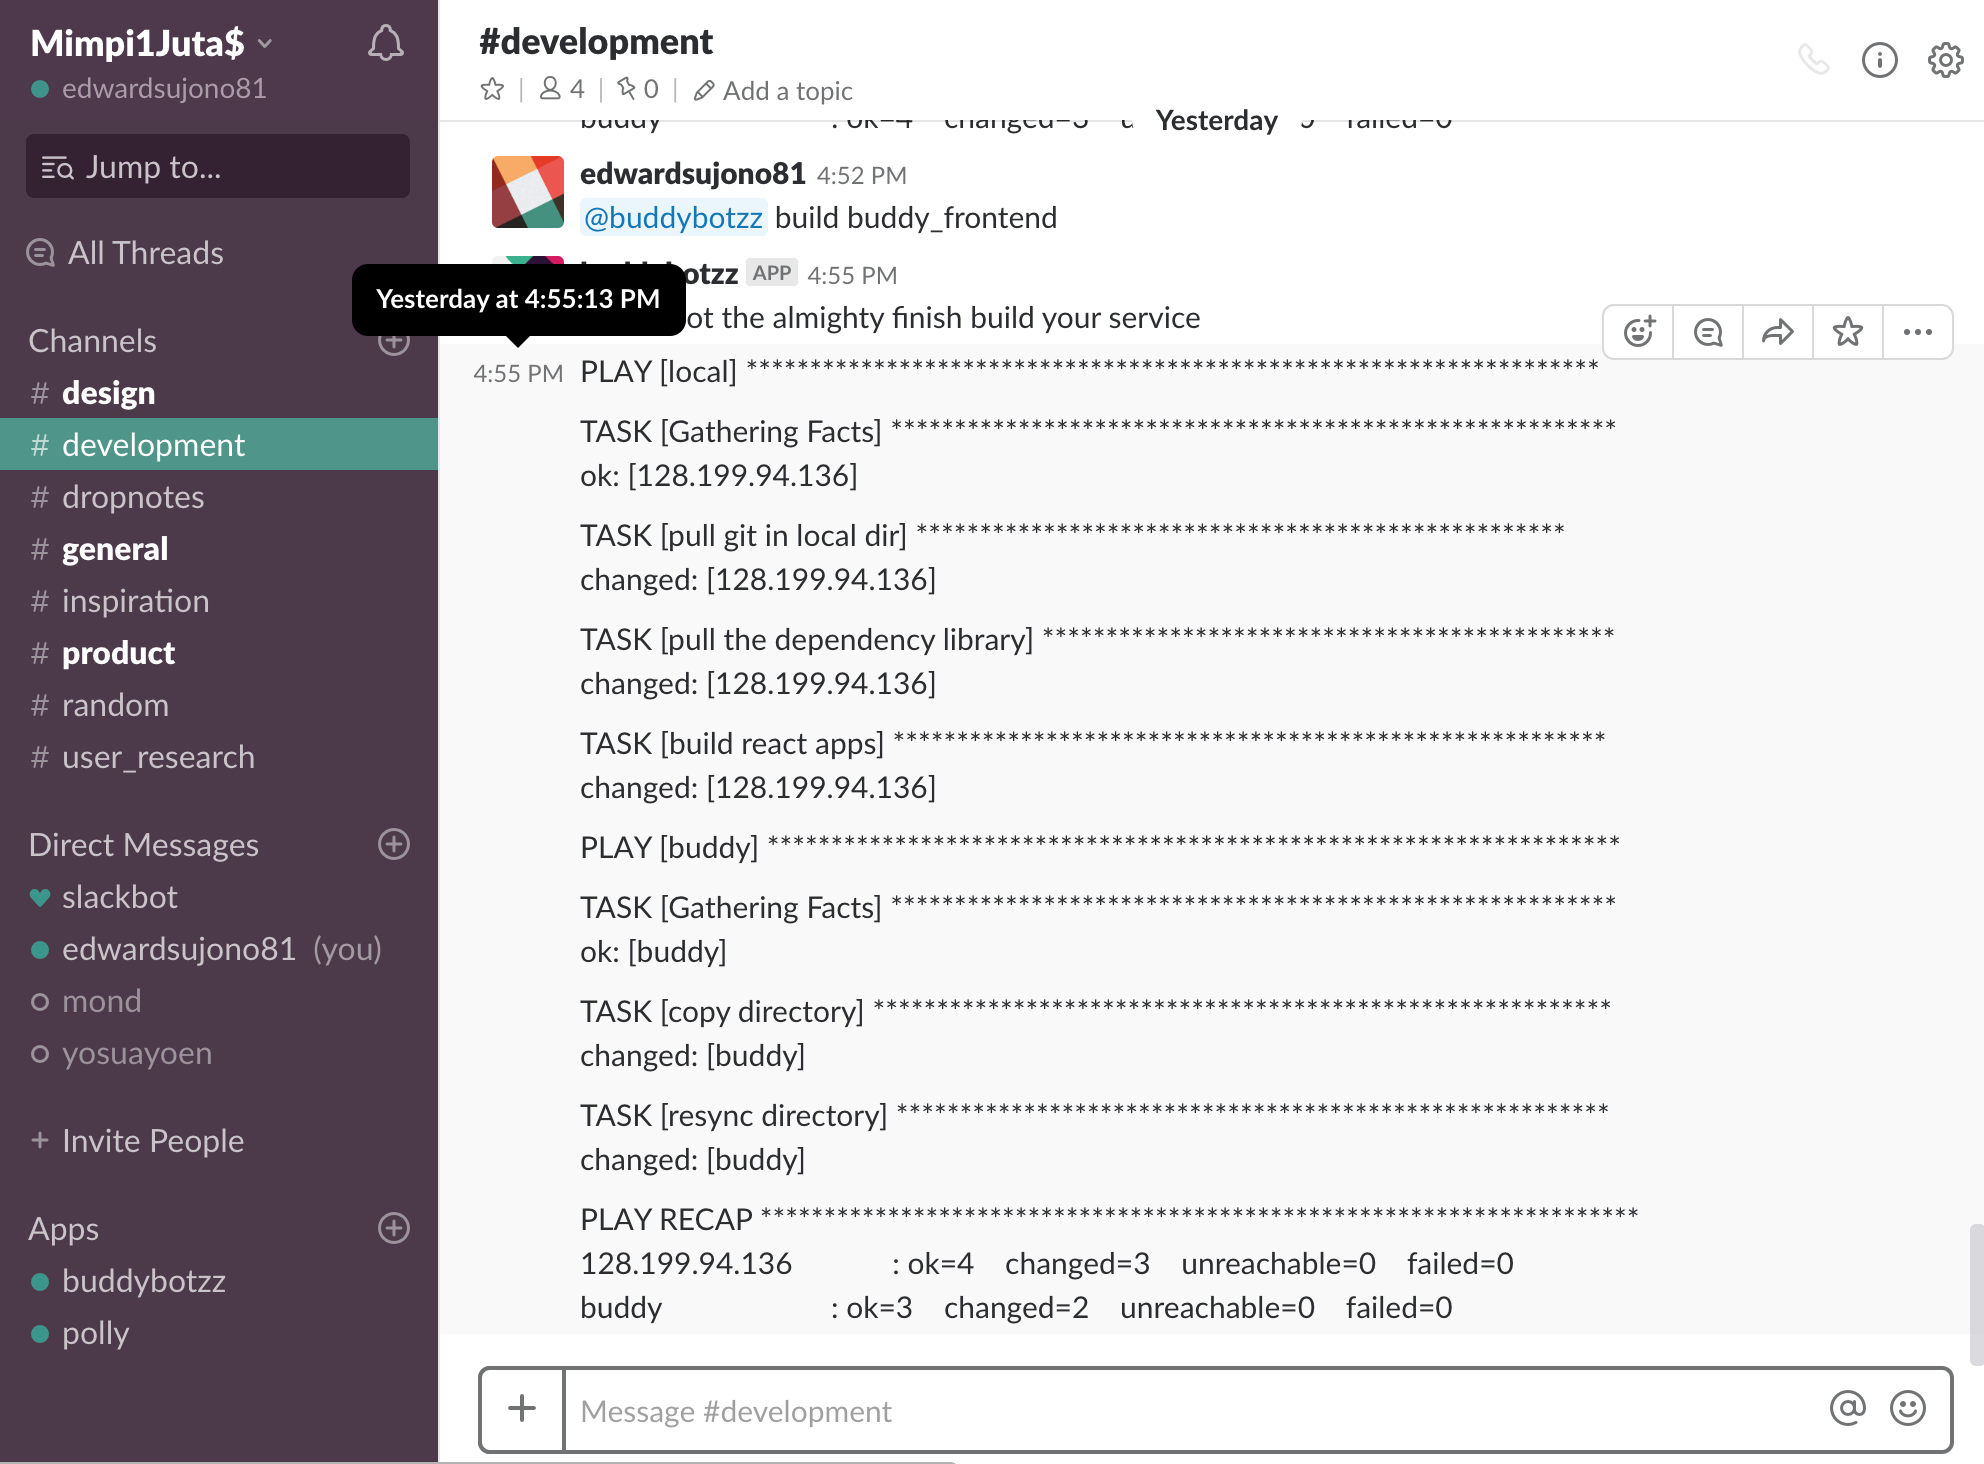 Mimpi1Juta$
edwardsujono81
Jump to...
All Threads
Channels
# design
# development
# dropnotes
# general
# inspiration
# product
# random
# user_research
Direct Messages
slackbot
edwardsujono81 (you)
mond
yosuayoen
+ Invite People
Apps
buddybotzz
polly
#development
4 | 0 | Add a topic
buddy : ok=4 changed=3 failed=0
Yesterday
edwardsujono81 4:52 PM
@buddybotzz build buddy_frontend
APP 4:55 PM
Yesterday at 4:55:13 PM
the almighty finish build your service
4:55 PM PLAY [local] *******************************************************************
TASK [Gathering Facts] *********************************************************
ok: [128.199.94.136]
TASK [pull git in local dir] ***************************************************
changed: [128.199.94.136]
TASK [pull the dependency library] *********************************************
changed: [128.199.94.136]
TASK [build react apps] ********************************************************
changed: [128.199.94.136]
PLAY [buddy] *******************************************************************
TASK [Gathering Facts] *********************************************************
ok: [buddy]
TASK [copy directory] **********************************************************
changed: [buddy]
TASK [resync directory] ********************************************************
changed: [buddy]
PLAY RECAP *********************************************************************
128.199.94.136 : ok=4 changed=3 unreachable=0 failed=0
buddy : ok=3 changed=2 unreachable=0 failed=0
Message #development